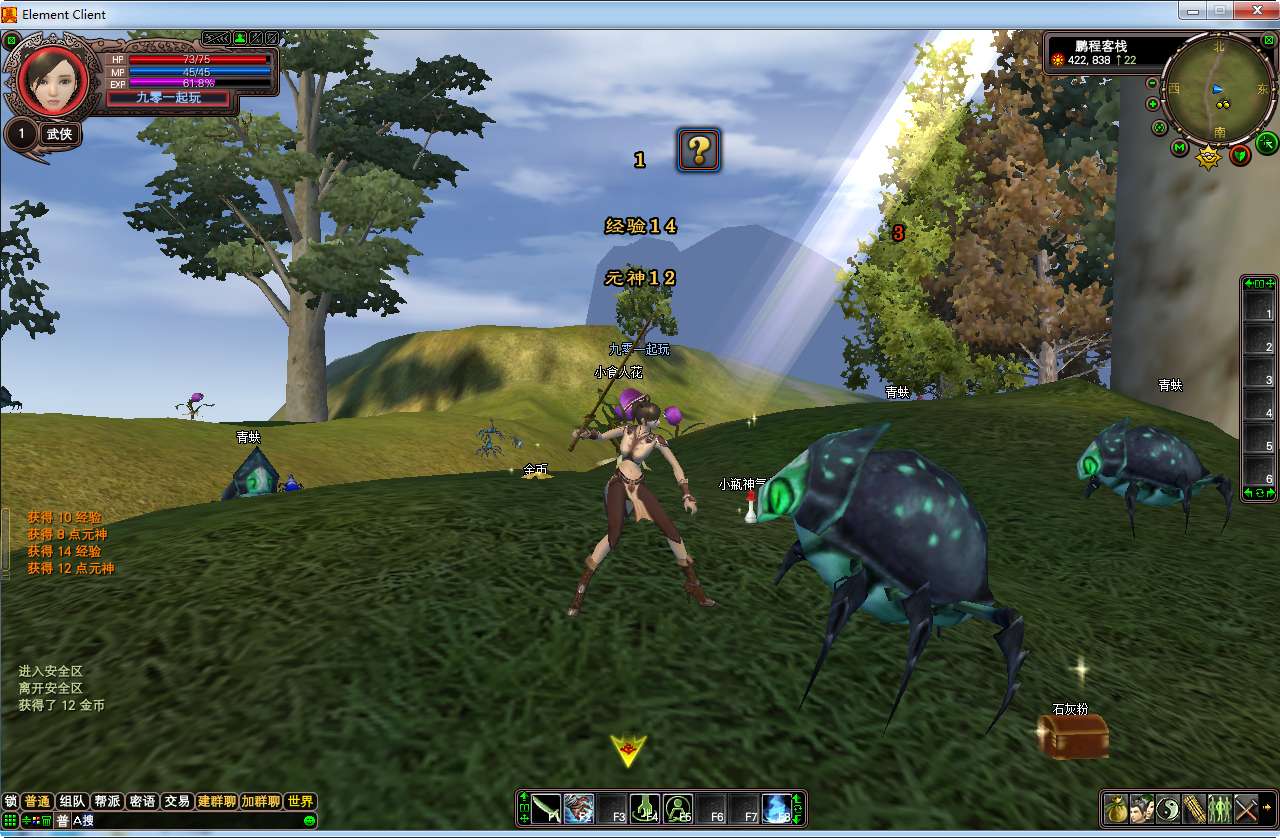 Element Client
HP 73/75
MP 45/45
EXP 61.8%
九零一起玩
1 武侠
鹏程客栈
422, 838 ↑22
北
西 东
南
M
1 ?
经验14
3
元神12
九零一起玩
小食人花
青蚨
青蚨
青蚨
金币
小瓶神气
获得 10 经验
获得 8 点元神
获得 14 经验
获得 12 点元神
进入安全区
离开安全区
获得了 12 金币
石灰粉
1
2
3
4
5
6
锁 普通 组队 帮派 密语 交易 建群聊 加群聊 世界
普 A搜
F3 F4 F5 F6 F7 F8